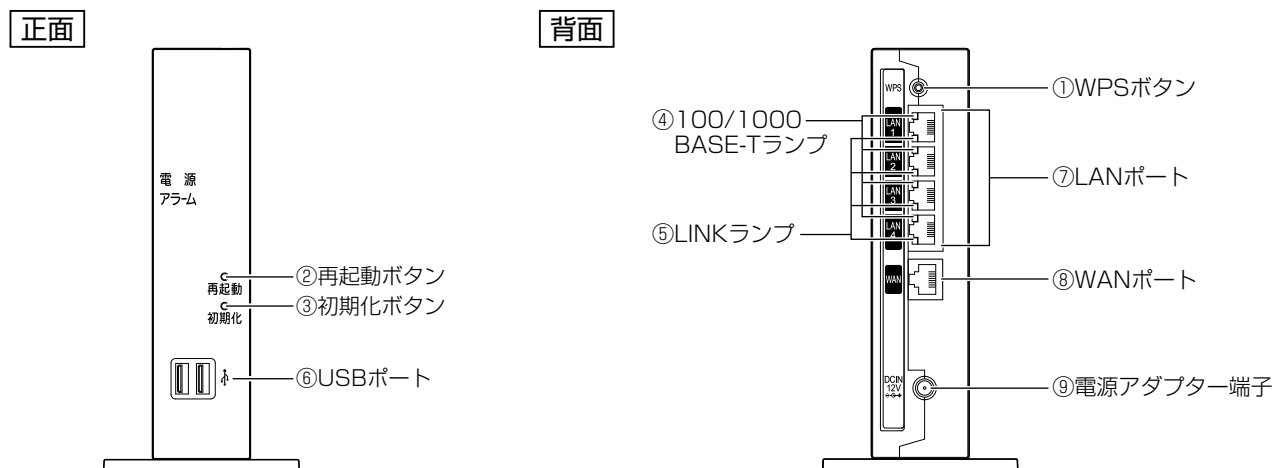 正面
電 源
アラーム
再起動
②再起動ボタン
初期化
③初期化ボタン
⑥USBポート
背面
WPS
①WPSボタン
④100/1000
BASE-Tランプ
LAN
1
LAN
2
LAN
3
LAN
4
⑦LANポート
⑤LINKランプ
WAN
⑧WANポート
DCIN
12V
⑨電源アダプター端子